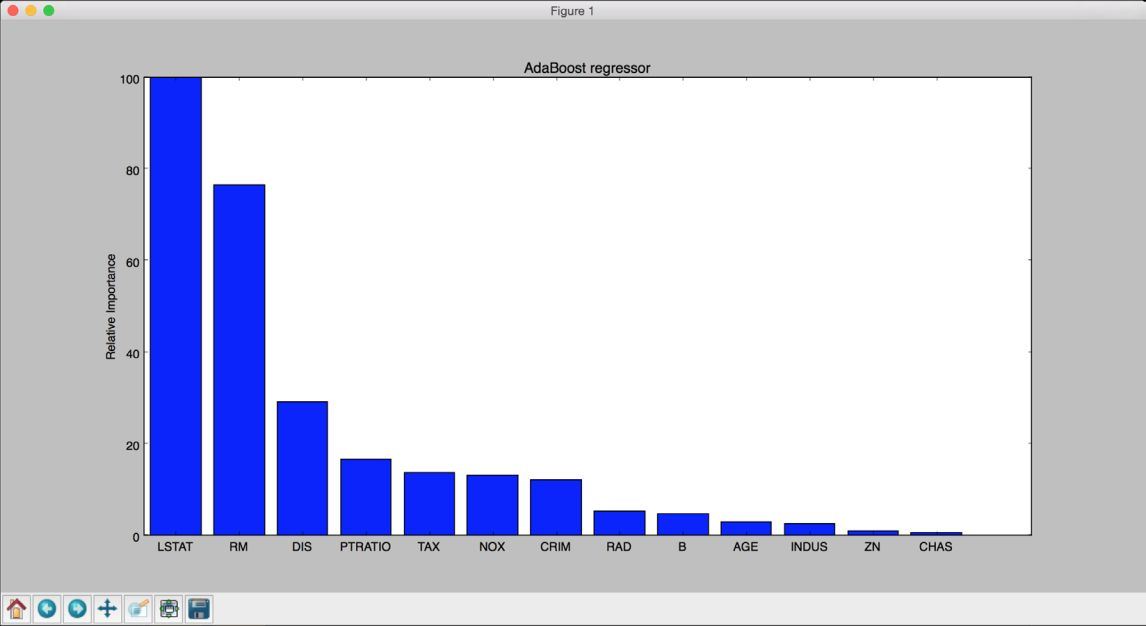 Figure 1
AdaBoost regressor
100
80
60
40
20
0
Relative Importance
LSTAT RM DIS PTRATIO TAX NOX CRIM RAD B AGE INDUS ZN CHAS